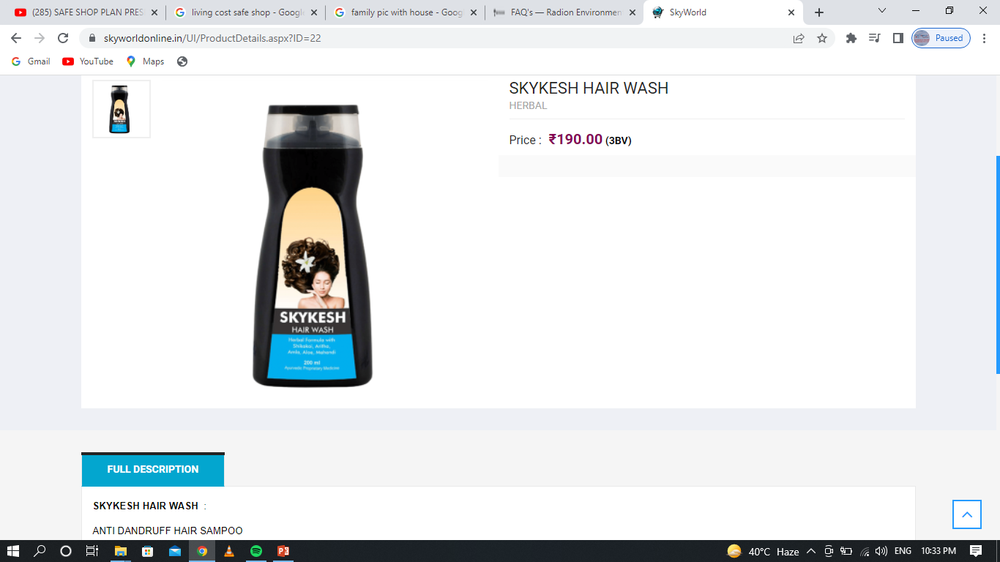 (285) SAFE SHOP PLAN PRES
living cost safe shop - Google
family pic with house - Goog
FAQ's — Radion Environmen
SkyWorld
skyworldonline.in/UI/ProductDetails.aspx?ID=22
Paused
Gmail
YouTube
Maps
SKYKESH HAIR WASH
HERBAL
Price : ₹190.00 (3BV)
SKYKESH
HAIR WASH
Herbal Formula with
Shikakai, Aritha,
Amla, Aloe, Mehendi
200 ml
Ayurvedic Proprietary Medicine
FULL DESCRIPTION
SKYKESH HAIR WASH :
ANTI DANDRUFF HAIR SAMPOO
40°C Haze
ENG
10:33 PM